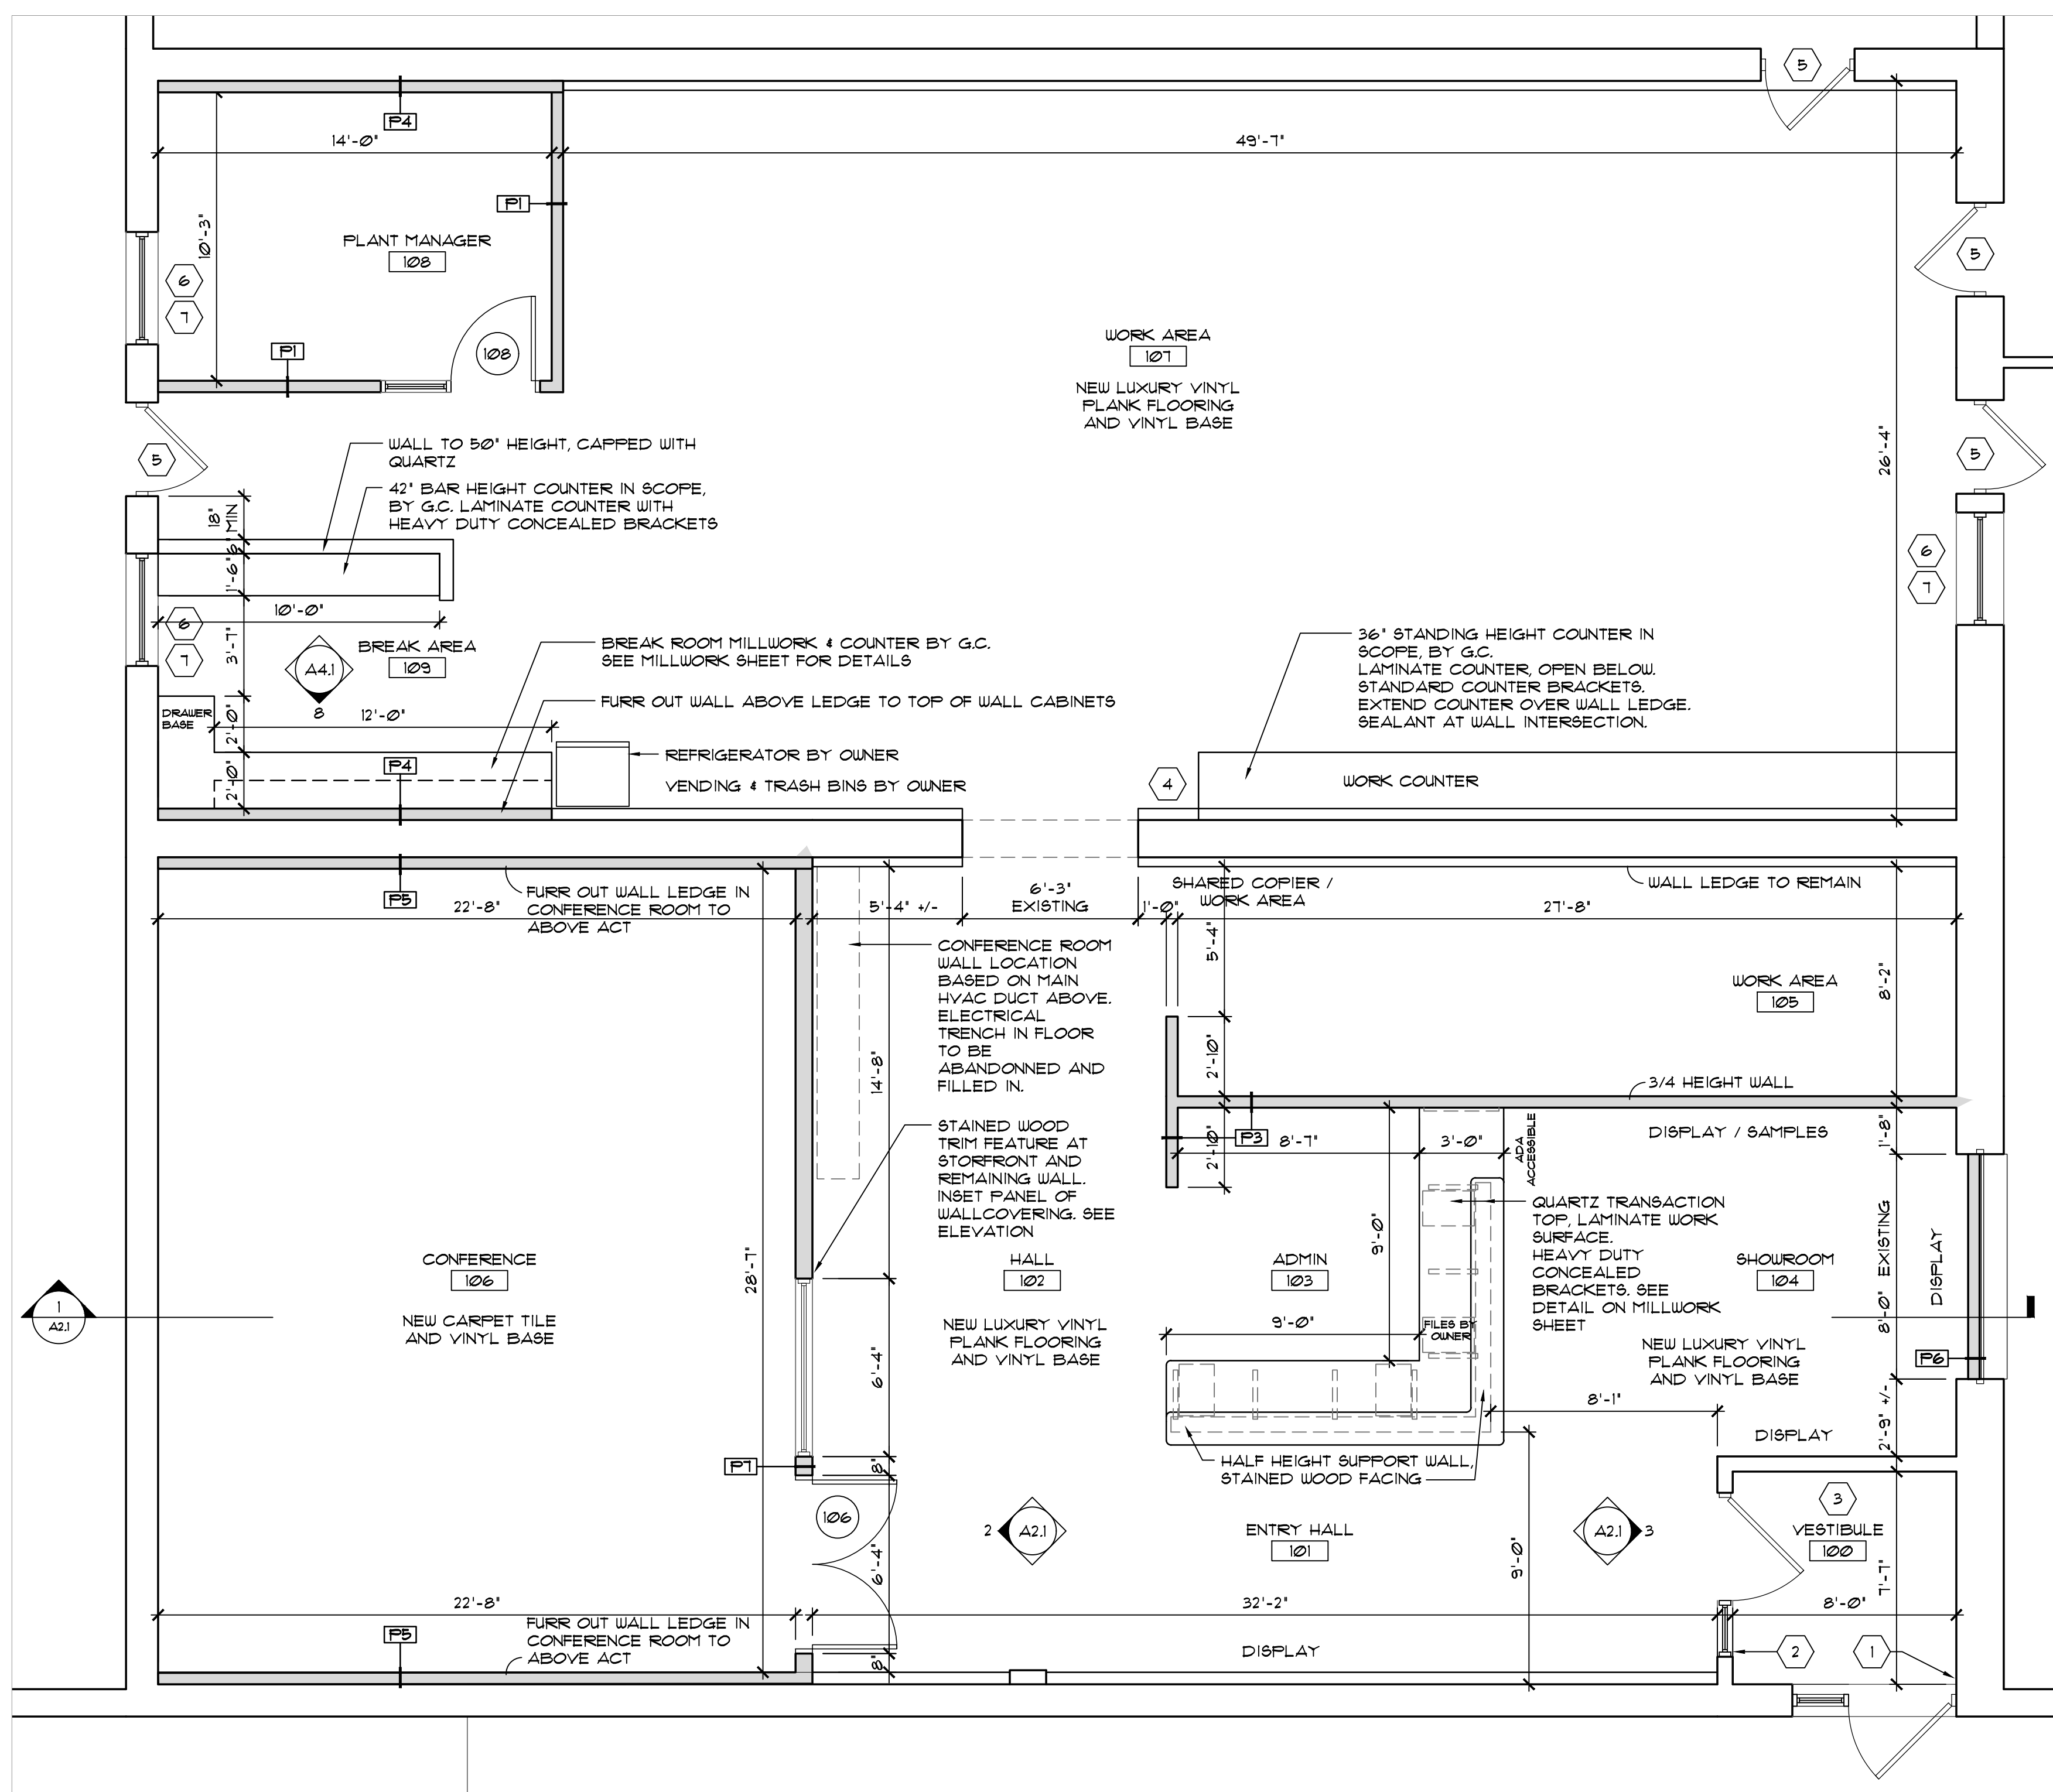 5
P4
14'-0"
49'-7"
P1
10'-3"
PLANT MANAGER
108
5
6
7
108
P1
WORK AREA
107
NEW LUXURY VINYL
PLANK FLOORING
AND VINYL BASE
26'-4"
5
5
WALL TO 50" HEIGHT, CAPPED WITH
QUARTZ
42" BAR HEIGHT COUNTER IN SCOPE,
BY G.C. LAMINATE COUNTER WITH
HEAVY DUTY CONCEALED BRACKETS
18"
MIN
6"
1'-6"
10'-0"
6
7
3'-7"
A4.1
8
BREAK AREA
109
6
7
BREAK ROOM MILLWORK & COUNTER BY G.C.
SEE MILLWORK SHEET FOR DETAILS
36" STANDING HEIGHT COUNTER IN
SCOPE, BY G.C.
LAMINATE COUNTER, OPEN BELOW.
STANDARD COUNTER BRACKETS.
EXTEND COUNTER OVER WALL LEDGE.
SEALANT AT WALL INTERSECTION.
FURR OUT WALL ABOVE LEDGE TO TOP OF WALL CABINETS
DRAWER
BASE
2'-0"
12'-0"
REFRIGERATOR BY OWNER
P4
2'-0"
VENDING & TRASH BINS BY OWNER
4
WORK COUNTER
P5
FURR OUT WALL LEDGE IN
CONFERENCE ROOM TO
ABOVE ACT
22'-8"
5'-4" +/-
6'-3"
EXISTING
1'-0"
SHARED COPIER /
WORK AREA
WALL LEDGE TO REMAIN
27'-8"
5'-4"
CONFERENCE ROOM
WALL LOCATION
BASED ON MAIN
HVAC DUCT ABOVE.
ELECTRICAL
TRENCH IN FLOOR
TO BE
ABANDONNED AND
FILLED IN.
WORK AREA
105
8'-2"
14'-8"
2'-10"
3/4 HEIGHT WALL
STAINED WOOD
TRIM FEATURE AT
STORFRONT AND
REMAINING WALL.
INSET PANEL OF
WALLCOVERING. SEE
ELEVATION
2'-10"
P3
8'-7"
3'-0"
ADA
ACCESSIBLE
DISPLAY / SAMPLES
1'-8"
QUARTZ TRANSACTION
TOP, LAMINATE WORK
SURFACE.
HEAVY DUTY
CONCEALED
BRACKETS. SEE
DETAIL ON MILLWORK
SHEET
9'-0"
28'-7"
CONFERENCE
106
NEW CARPET TILE
AND VINYL BASE
1
A2.1
HALL
102
NEW LUXURY VINYL
PLANK FLOORING
AND VINYL BASE
ADMIN
103
SHOWROOM
104
NEW LUXURY VINYL
PLANK FLOORING
AND VINYL BASE
8'-0" EXISTING
DISPLAY
9'-0"
FILES BY
OWNER
P6
6'-4"
8'-1"
DISPLAY
2'-9" +/-
P7
8"
HALF HEIGHT SUPPORT WALL,
STAINED WOOD FACING
106
2
A2.1
ENTRY HALL
101
A2.1
3
3
VESTIBULE
100
6'-4"
9'-0"
7'-7"
22'-8"
32'-2"
8'-0"
P5
FURR OUT WALL LEDGE IN
CONFERENCE ROOM TO
ABOVE ACT
8"
DISPLAY
2
1